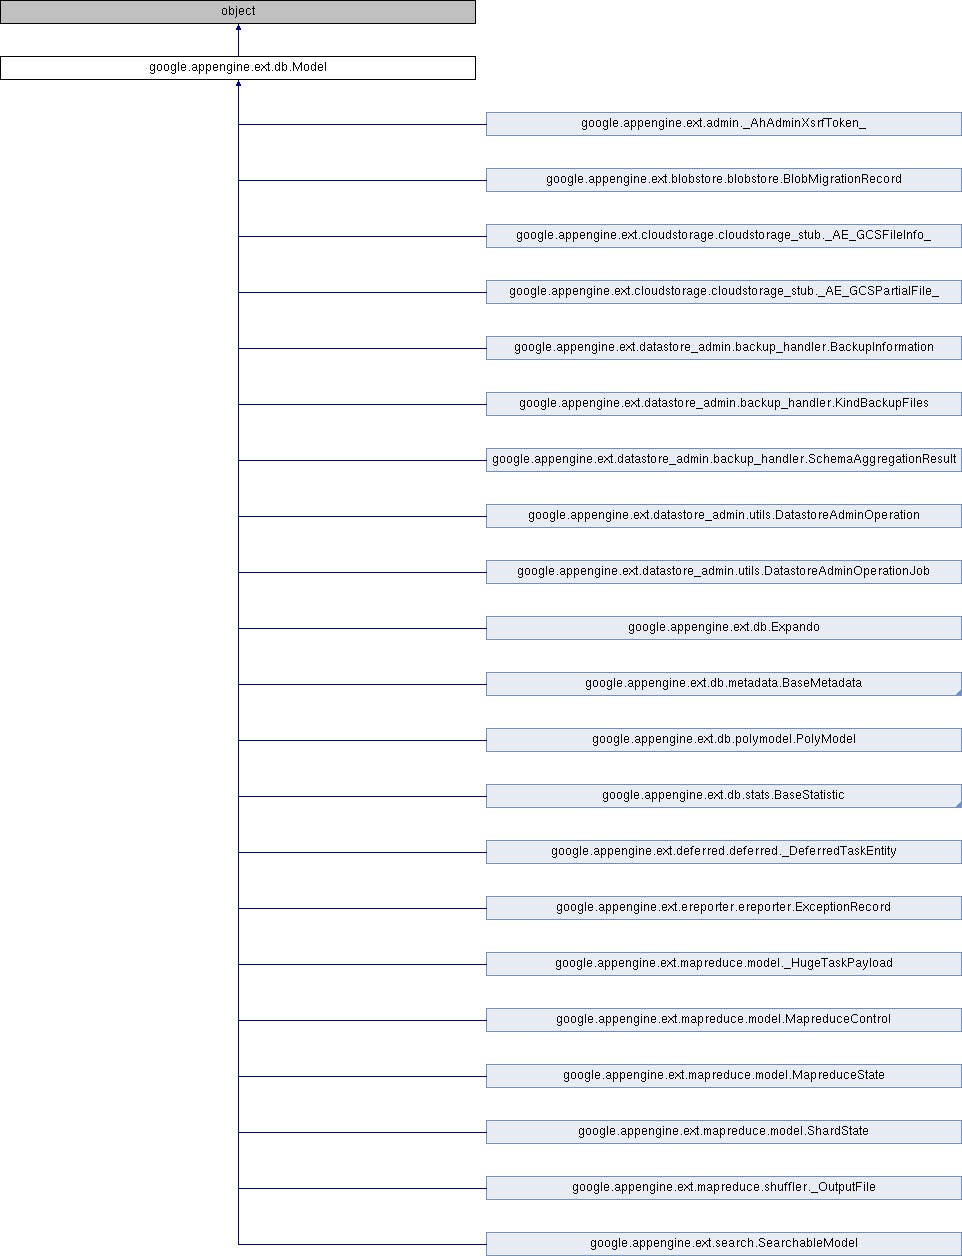 object
google.appengine.ext.db.Model
google.appengine.ext.admin._AhAdminXsrfToken_
google.appengine.ext.blobstore.blobstore.BlobMigrationRecord
google.appengine.ext.cloudstorage.cloudstorage_stub._AE_GCSFileInfo_
google.appengine.ext.cloudstorage.cloudstorage_stub._AE_GCSPartialFile_
google.appengine.ext.datastore_admin.backup_handler.BackupInformation
google.appengine.ext.datastore_admin.backup_handler.KindBackupFiles
google.appengine.ext.datastore_admin.backup_handler.SchemaAggregationResult
google.appengine.ext.datastore_admin.utils.DatastoreAdminOperation
google.appengine.ext.datastore_admin.utils.DatastoreAdminOperationJob
google.appengine.ext.db.Expando
google.appengine.ext.db.metadata.BaseMetadata
google.appengine.ext.db.polymodel.PolyModel
google.appengine.ext.db.stats.BaseStatistic
google.appengine.ext.deferred.deferred._DeferredTaskEntity
google.appengine.ext.ereporter.ereporter.ExceptionRecord
google.appengine.ext.mapreduce.model._HugeTaskPayload
google.appengine.ext.mapreduce.model.MapreduceControl
google.appengine.ext.mapreduce.model.MapreduceState
google.appengine.ext.mapreduce.model.ShardState
google.appengine.ext.mapreduce.shuffler._OutputFile
google.appengine.ext.search.SearchableModel